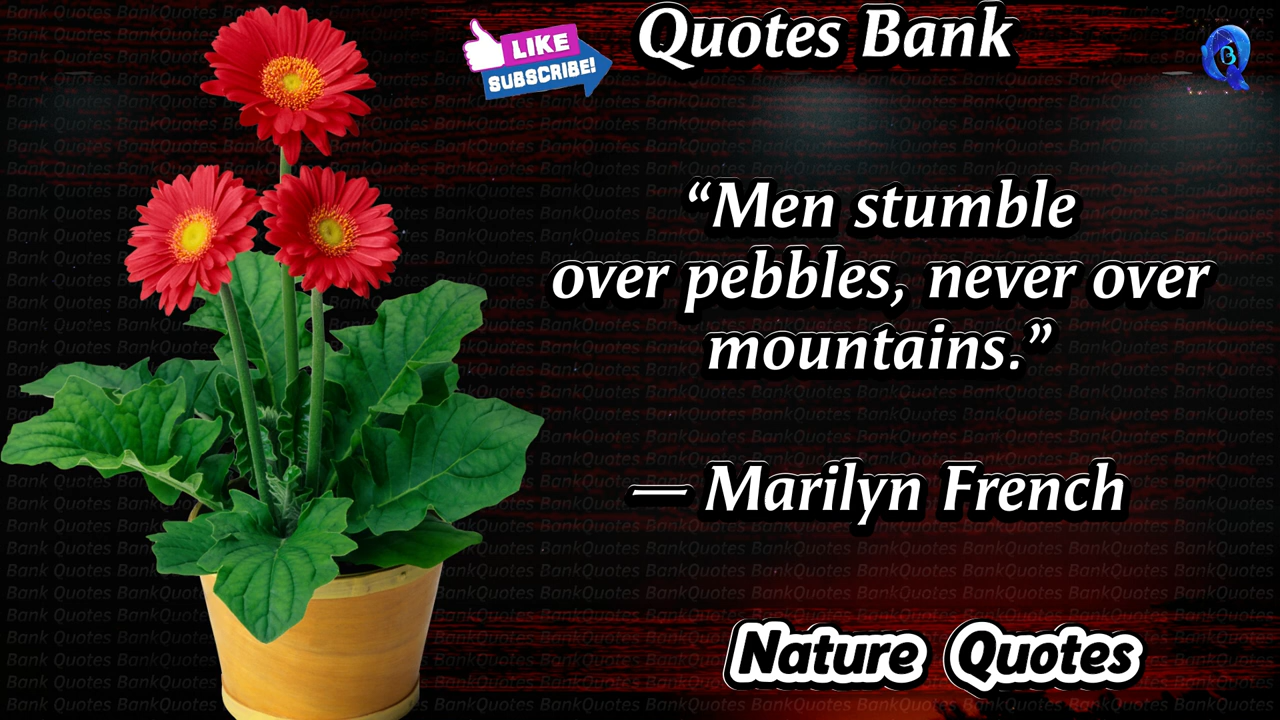 LIKE
SUBSCRIBE!
Quotes Bank
B
“Men stumble
over pebbles, never over
mountains.”
— Marilyn French
Nature Quotes